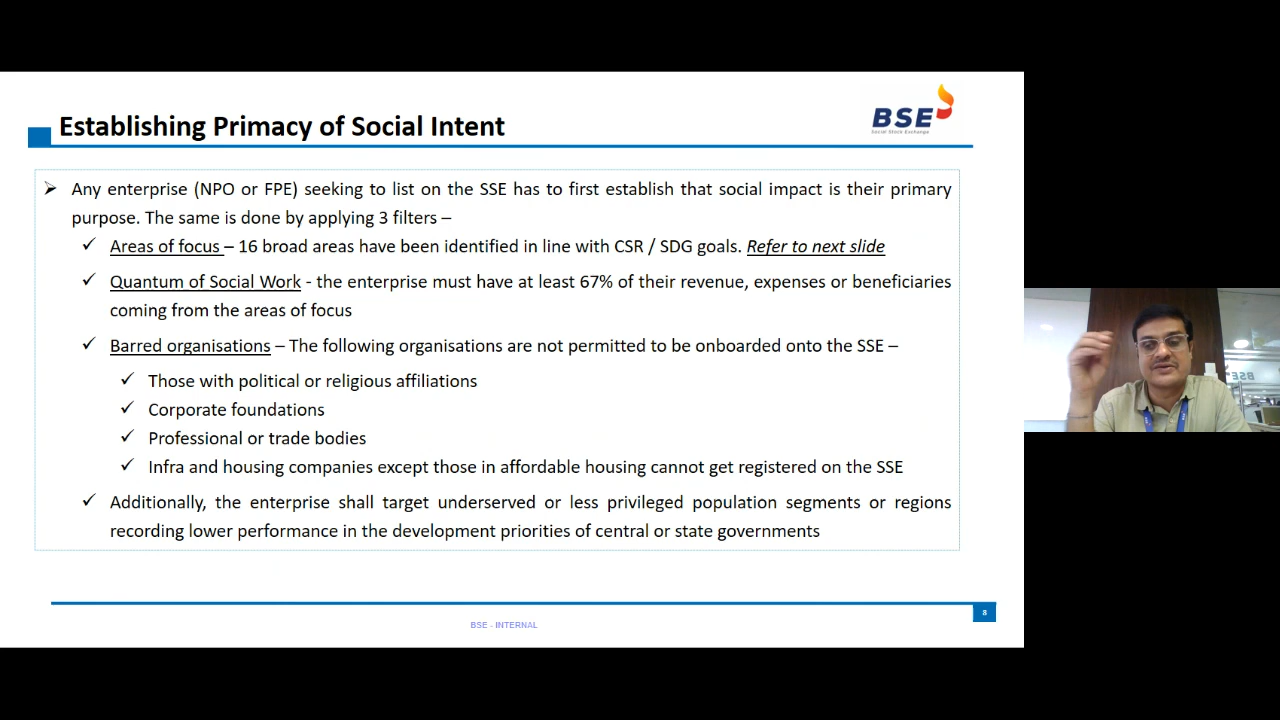 BSE
Social Stock Exchange
Establishing Primacy of Social Intent
➢ Any enterprise (NPO or FPE) seeking to list on the SSE has to first establish that social impact is their primary
purpose. The same is done by applying 3 filters –
✓ Areas of focus – 16 broad areas have been identified in line with CSR / SDG goals. Refer to next slide
✓ Quantum of Social Work - the enterprise must have at least 67% of their revenue, expenses or beneficiaries
coming from the areas of focus
✓ Barred organisations – The following organisations are not permitted to be onboarded onto the SSE –
✓ Those with political or religious affiliations
✓ Corporate foundations
✓ Professional or trade bodies
✓ Infra and housing companies except those in affordable housing cannot get registered on the SSE
✓ Additionally, the enterprise shall target underserved or less privileged population segments or regions
recording lower performance in the development priorities of central or state governments
BSE - INTERNAL
8
BSE